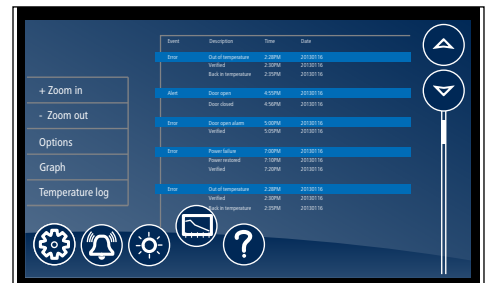 Event Description Time Date
Error Out of temperature 2:28PM 20130116
Verified 2:30PM 20130116
Back in temperature 2:35PM 20130116
Alert Door open 4:55PM 20130116
Door closed 4:56PM 20130116
Error Door open alarm 5:00PM 20130116
Verified 5:05PM 20130116
Error Power failure 7:00PM 20130116
Power restored 7:10PM 20130116
Verified 7:20PM 20130116
Error Out of temperature 2:28PM 20130116
Verified 2:30PM 20130116
Back in temperature 2:35PM 20130116
+ Zoom in
- Zoom out
Options
Graph
Temperature log
?